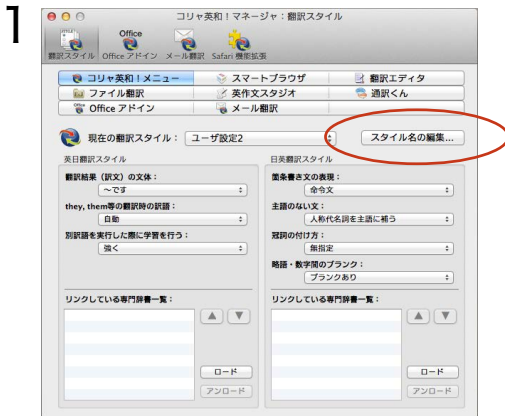 1
コリャ英和！マネージャ：翻訳スタイル
翻訳スタイル Office アドイン メール翻訳 Safari 機能拡張
Office
コリャ英和！メニュー スマートブラウザ 翻訳エディタ
ファイル翻訳 英作文スタジオ 通訳くん
Office アドイン メール翻訳
現在の翻訳スタイル： ユーザ設定2 スタイル名の編集...
英日翻訳スタイル
翻訳結果（訳文）の文体：
〜です
they, them等の翻訳時の訳語：
自動
別訳語を実行した際に学習を行う：
強く
リンクしている専門辞書一覧：
ロード
アンロード
日英翻訳スタイル
箇条書き文の表現：
命令文
主語のない文：
人称代名詞を主語に補う
冠詞の付け方：
無指定
略語・数字間のブランク：
ブランクあり
リンクしている専門辞書一覧：
ロード
アンロード